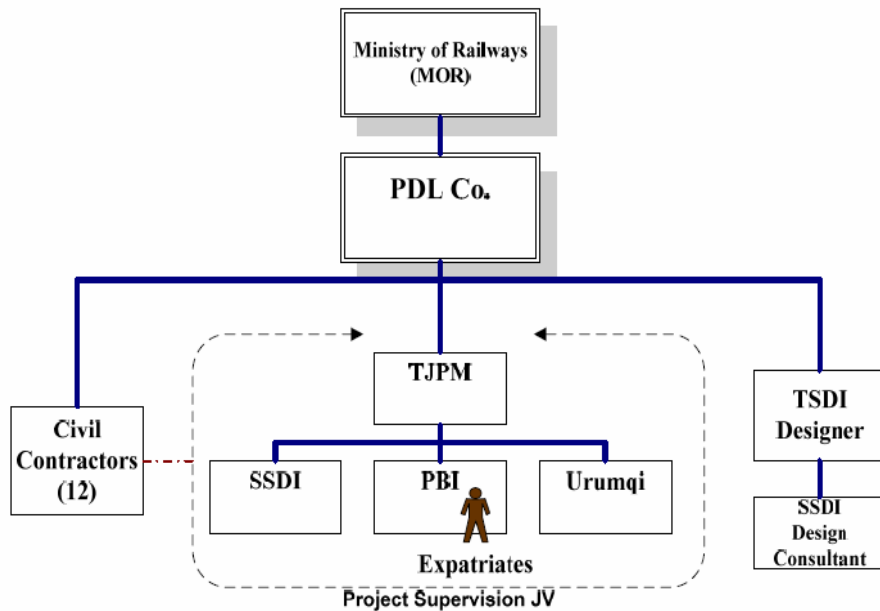 Ministry of Railways
(MOR)
PDL Co.
TJPM
TSDI
Designer
Civil
Contractors
(12)
SSDI
PBI
Urumqi
SSDI
Design
Consultant
Expatriates
Project Supervision JV